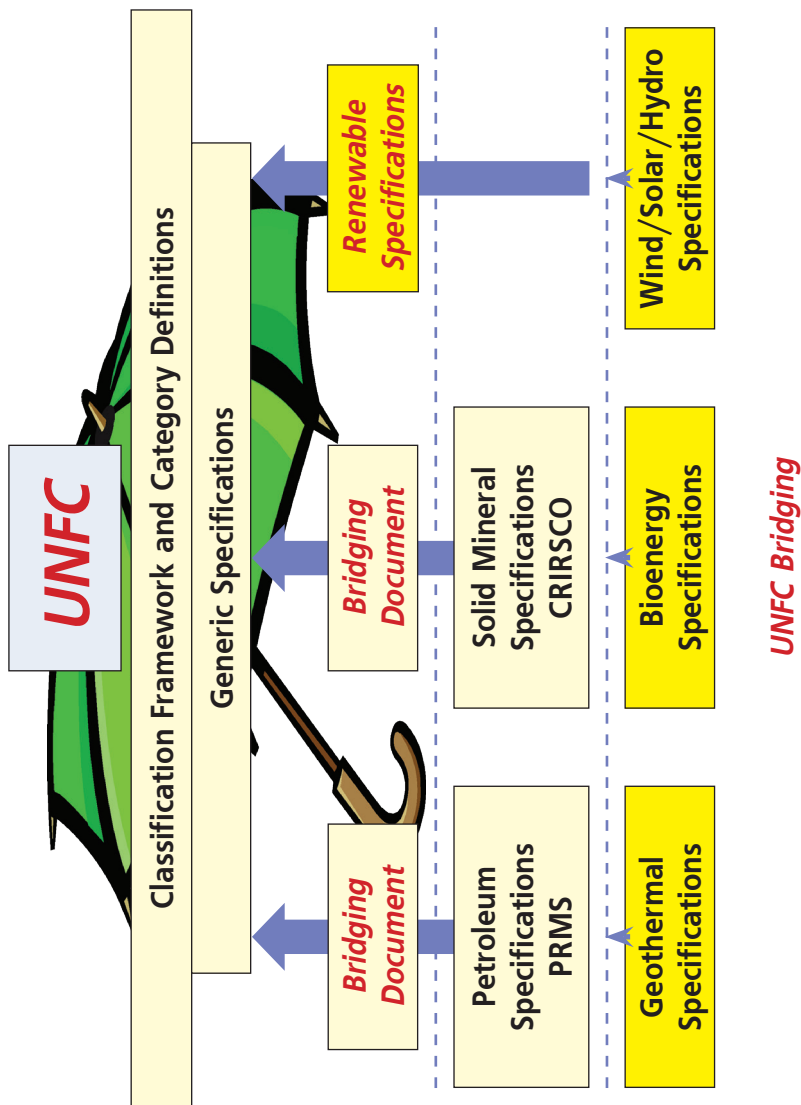 UNFC
Classification Framework and Category Definitions
Generic Specifications
Bridging
Document
Bridging
Document
Renewable
Specifications
Petroleum
Specifications
PRMS
Solid Mineral
Specifications
CRIRSCO
Geothermal
Specifications
Bioenergy
Specifications
Wind/Solar/Hydro
Specifications
UNFC Bridging